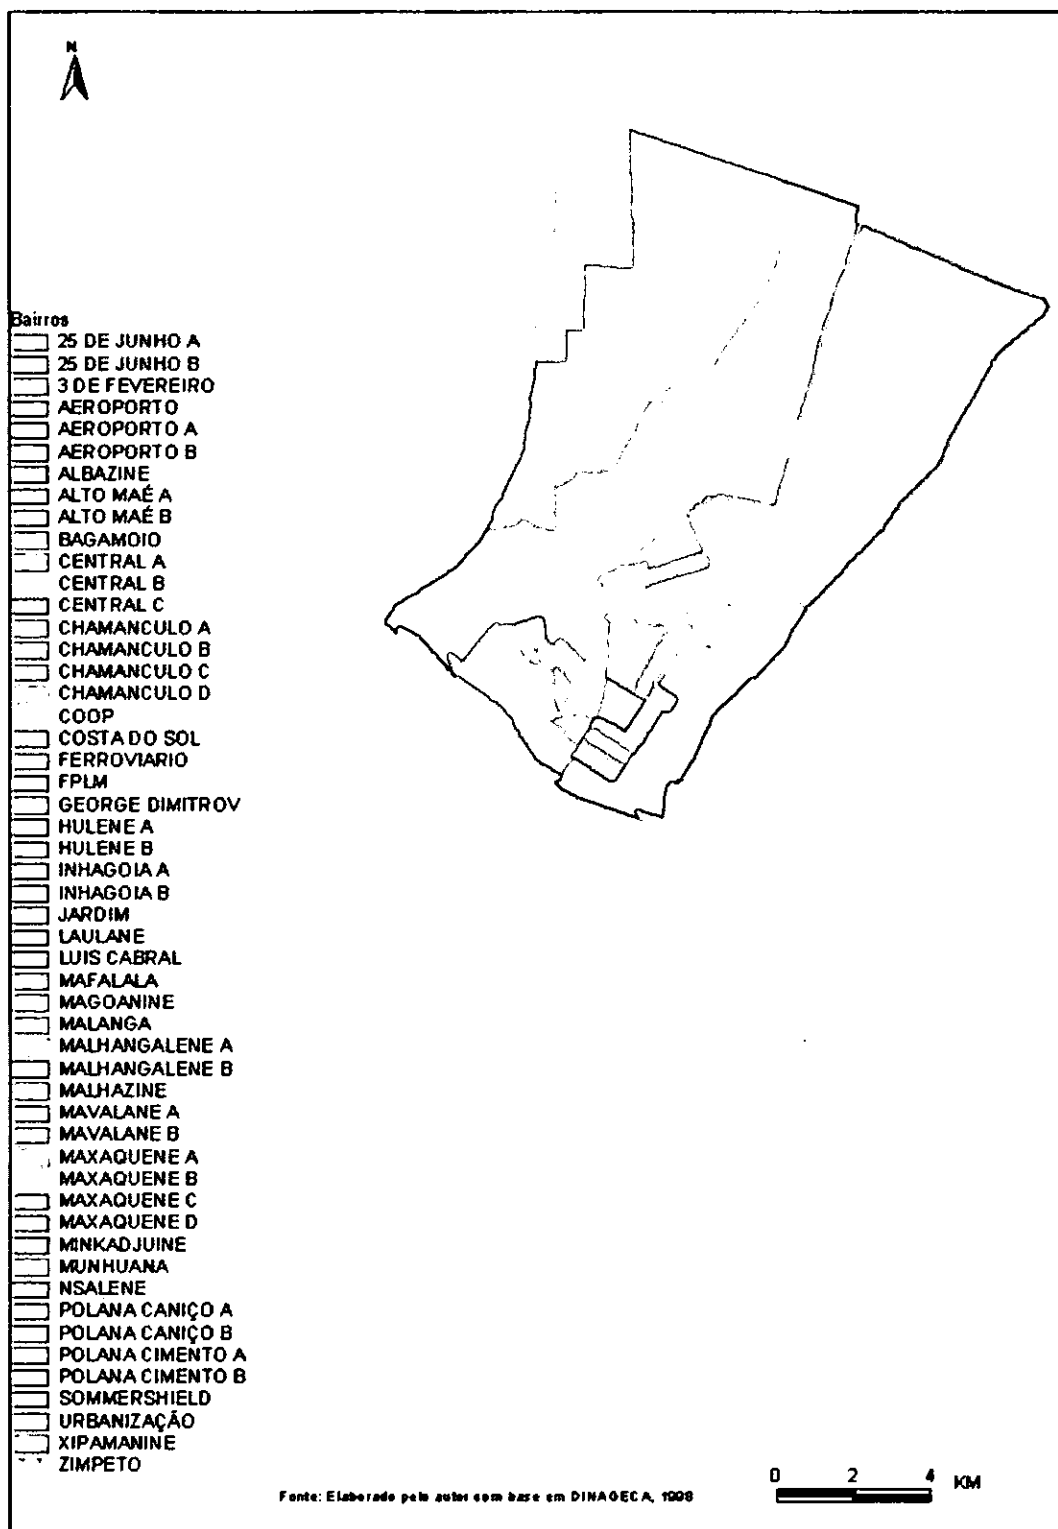 N
Bairros
25 DE JUNHO A
25 DE JUNHO B
3 DE FEVEREIRO
AEROPORTO
AEROPORTO A
AEROPORTO B
ALBAZINE
ALTO MAÉ A
ALTO MAÉ B
BAGAMOIO
CENTRAL A
CENTRAL B
CENTRAL C
CHAMANCULO A
CHAMANCULO B
CHAMANCULO C
CHAMANCULO D
COOP
COSTA DO SOL
FERROVIARIO
FPLM
GEORGE DIMITROV
HULENE A
HULENE B
INHAGOIA A
INHAGOIA B
JARDIM
LAULANE
LUIS CABRAL
MAFALALA
MAGOANINE
MALANGA
MALHANGALENE A
MALHANGALENE B
MALHAZINE
MAVALANE A
MAVALANE B
MAXAQUENE A
MAXAQUENE B
MAXAQUENE C
MAXAQUENE D
MINKADJUINE
MUNHUANA
NSALENE
POLANA CANIÇO A
POLANA CANIÇO B
POLANA CIMENTO A
POLANA CIMENTO B
SOMMERSHIELD
URBANIZAÇÃO
XIPAMANINE
ZIMPETO
0 2 4 KM
Fonte: Elaborado pelo autor com base em DINAGECA, 1998